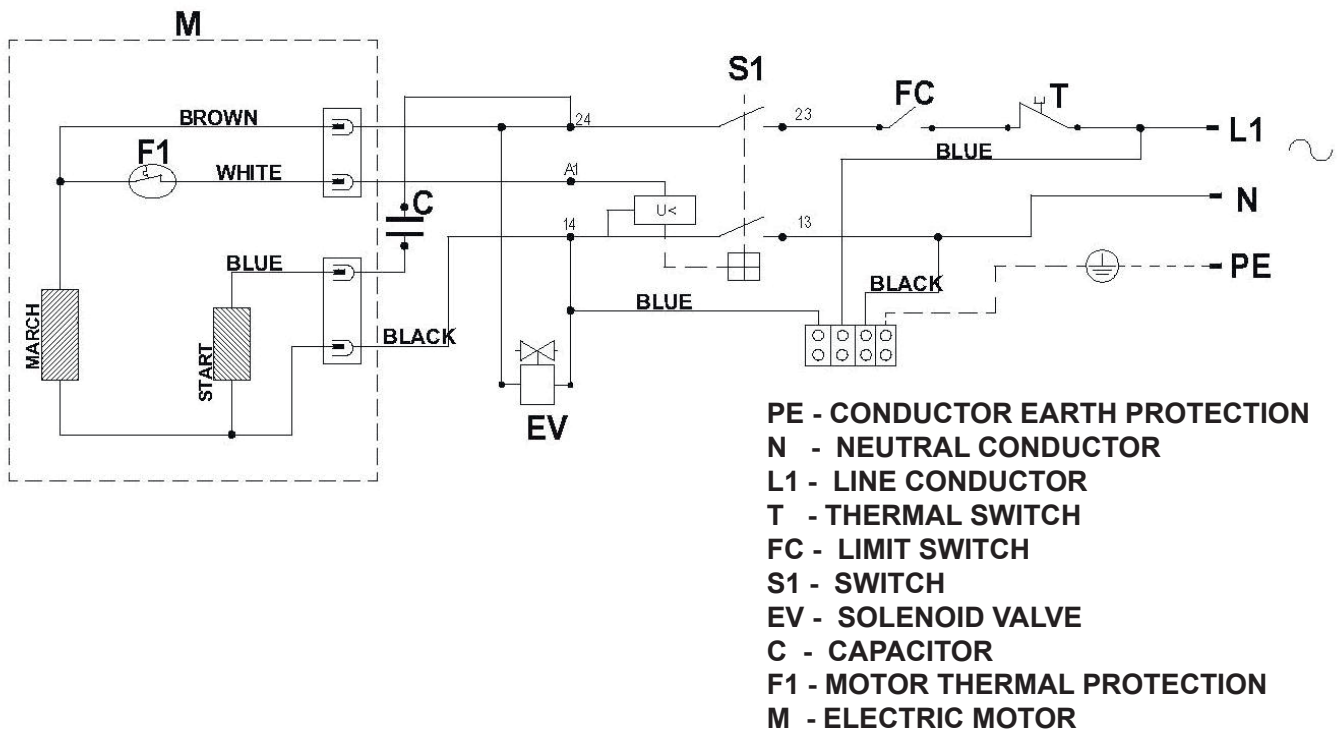 M
S1
FC
T
BROWN
24
23
L1
F1
BLUE
WHITE
A1
C
U<
N
14
13
BLUE
PE
BLACK
BLUE
MARCH
START
BLACK
EV
PE - CONDUCTOR EARTH PROTECTION
N - NEUTRAL CONDUCTOR
L1 - LINE CONDUCTOR
T - THERMAL SWITCH
FC - LIMIT SWITCH
S1 - SWITCH
EV - SOLENOID VALVE
C - CAPACITOR
F1 - MOTOR THERMAL PROTECTION
M - ELECTRIC MOTOR